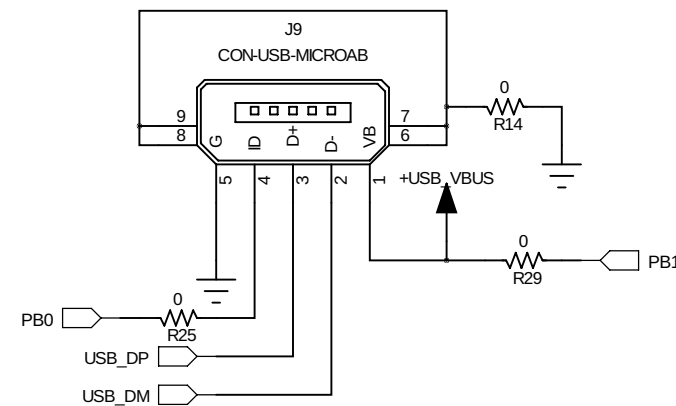 J9
CON-USB-MICROAB
9
8
7
6
G
ID
D+
D-
VB
5
4
3
2
1
0
R14
+USB_VBUS
0
R29
PB1
PB0
0
R25
USB_DP
USB_DM